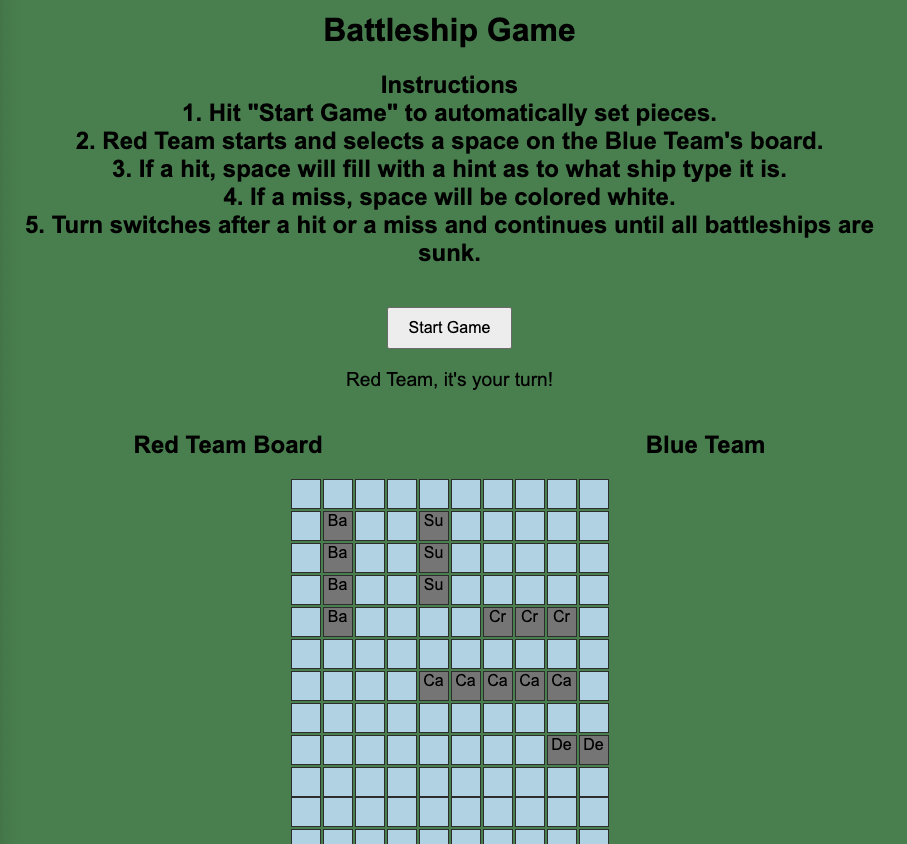 Battleship Game
Instructions
1. Hit "Start Game" to automatically set pieces.
2. Red Team starts and selects a space on the Blue Team's board.
3. If a hit, space will fill with a hint as to what ship type it is.
4. If a miss, space will be colored white.
5. Turn switches after a hit or a miss and continues until all battleships are
sunk.
Start Game
Red Team, it's your turn!
Red Team Board Blue Team
Ba Su
Ba Su
Ba Su
Ba Cr Cr Cr
Ca Ca Ca Ca Ca
De De